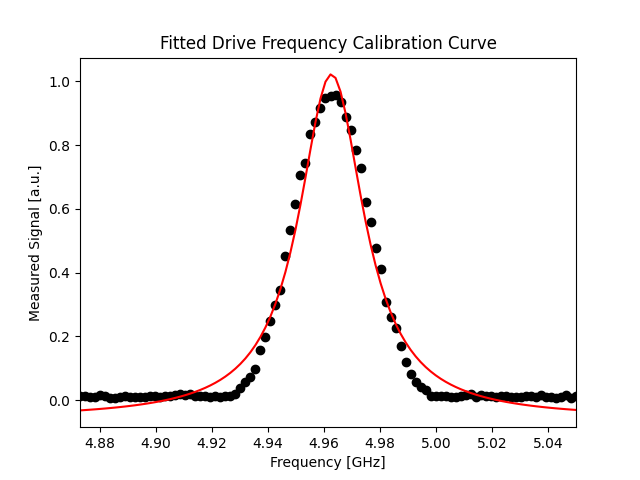 Fitted Drive Frequency Calibration Curve
Measured Signal [a.u.]
1.0
0.8
0.6
0.4
0.2
0.0
4.88 4.90 4.92 4.94 4.96 4.98 5.00 5.02 5.04
Frequency [GHz]